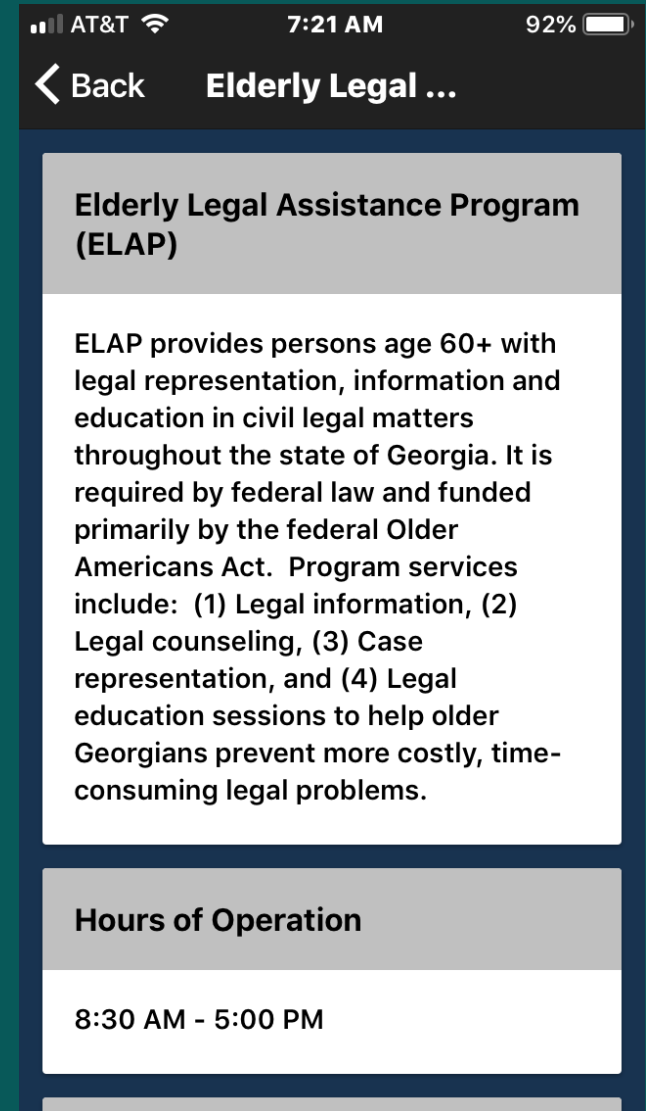 AT&T 7:21 AM 92%
Back Elderly Legal ...
Elderly Legal Assistance Program
(ELAP)
ELAP provides persons age 60+ with
legal representation, information and
education in civil legal matters
throughout the state of Georgia. It is
required by federal law and funded
primarily by the federal Older
Americans Act.  Program services
include:  (1) Legal information, (2)
Legal counseling, (3) Case
representation, and (4) Legal
education sessions to help older
Georgians prevent more costly, time-
consuming legal problems.
Hours of Operation
8:30 AM - 5:00 PM